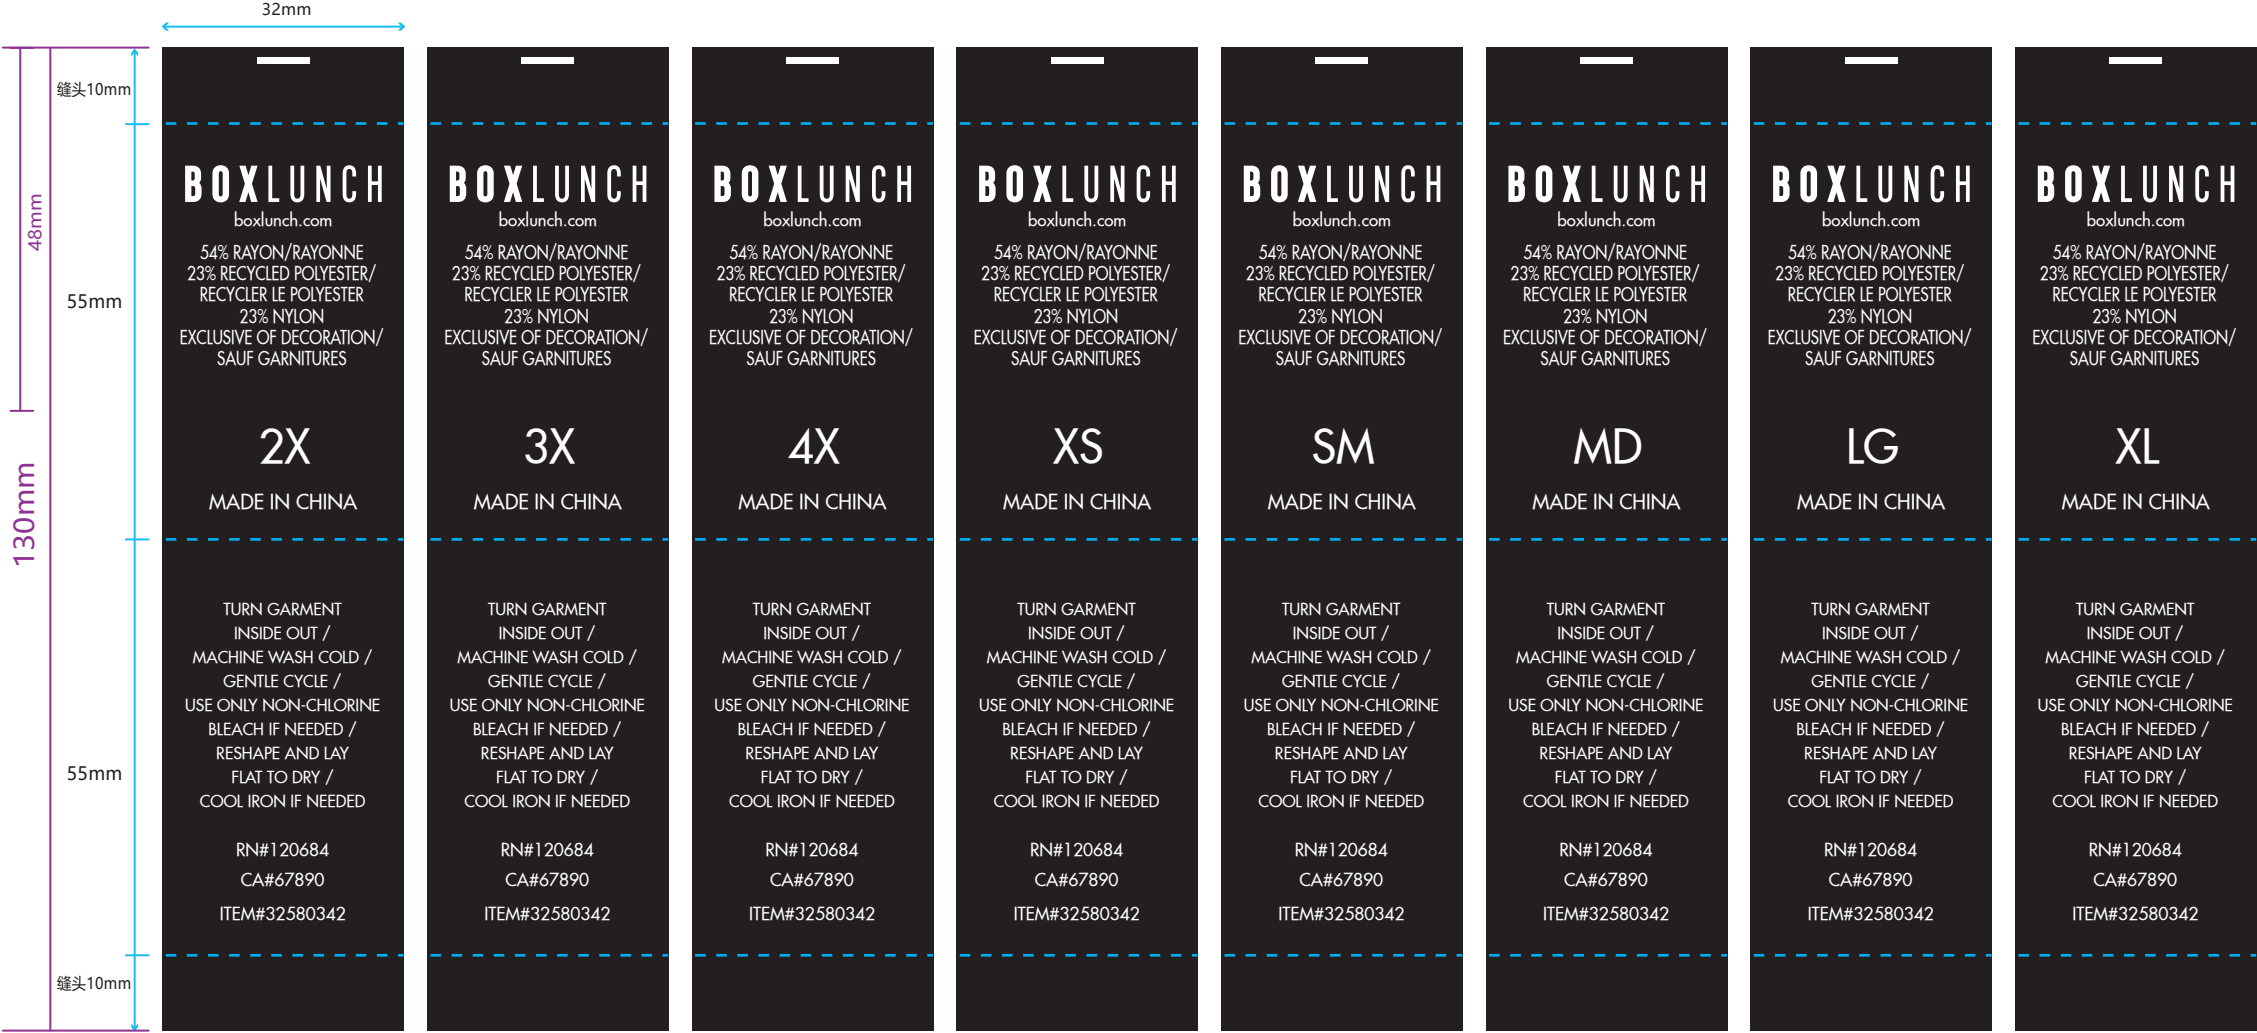 32mm
缝头10mm
48mm
55mm
130mm
55mm
缝头10mm
BOXLUNCH
boxlunch.com
54% RAYON/RAYONNE
23% RECYCLED POLYESTER/
RECYCLER LE POLYESTER
23% NYLON
EXCLUSIVE OF DECORATION/
SAUF GARNITURES
2X
MADE IN CHINA
TURN GARMENT
INSIDE OUT /
MACHINE WASH COLD /
GENTLE CYCLE /
USE ONLY NON-CHLORINE
BLEACH IF NEEDED /
RESHAPE AND LAY
FLAT TO DRY /
COOL IRON IF NEEDED
RN#120684
CA#67890
ITEM#32580342
BOXLUNCH
boxlunch.com
54% RAYON/RAYONNE
23% RECYCLED POLYESTER/
RECYCLER LE POLYESTER
23% NYLON
EXCLUSIVE OF DECORATION/
SAUF GARNITURES
3X
MADE IN CHINA
TURN GARMENT
INSIDE OUT /
MACHINE WASH COLD /
GENTLE CYCLE /
USE ONLY NON-CHLORINE
BLEACH IF NEEDED /
RESHAPE AND LAY
FLAT TO DRY /
COOL IRON IF NEEDED
RN#120684
CA#67890
ITEM#32580342
BOXLUNCH
boxlunch.com
54% RAYON/RAYONNE
23% RECYCLED POLYESTER/
RECYCLER LE POLYESTER
23% NYLON
EXCLUSIVE OF DECORATION/
SAUF GARNITURES
4X
MADE IN CHINA
TURN GARMENT
INSIDE OUT /
MACHINE WASH COLD /
GENTLE CYCLE /
USE ONLY NON-CHLORINE
BLEACH IF NEEDED /
RESHAPE AND LAY
FLAT TO DRY /
COOL IRON IF NEEDED
RN#120684
CA#67890
ITEM#32580342
BOXLUNCH
boxlunch.com
54% RAYON/RAYONNE
23% RECYCLED POLYESTER/
RECYCLER LE POLYESTER
23% NYLON
EXCLUSIVE OF DECORATION/
SAUF GARNITURES
XS
MADE IN CHINA
TURN GARMENT
INSIDE OUT /
MACHINE WASH COLD /
GENTLE CYCLE /
USE ONLY NON-CHLORINE
BLEACH IF NEEDED /
RESHAPE AND LAY
FLAT TO DRY /
COOL IRON IF NEEDED
RN#120684
CA#67890
ITEM#32580342
BOXLUNCH
boxlunch.com
54% RAYON/RAYONNE
23% RECYCLED POLYESTER/
RECYCLER LE POLYESTER
23% NYLON
EXCLUSIVE OF DECORATION/
SAUF GARNITURES
SM
MADE IN CHINA
TURN GARMENT
INSIDE OUT /
MACHINE WASH COLD /
GENTLE CYCLE /
USE ONLY NON-CHLORINE
BLEACH IF NEEDED /
RESHAPE AND LAY
FLAT TO DRY /
COOL IRON IF NEEDED
RN#120684
CA#67890
ITEM#32580342
BOXLUNCH
boxlunch.com
54% RAYON/RAYONNE
23% RECYCLED POLYESTER/
RECYCLER LE POLYESTER
23% NYLON
EXCLUSIVE OF DECORATION/
SAUF GARNITURES
MD
MADE IN CHINA
TURN GARMENT
INSIDE OUT /
MACHINE WASH COLD /
GENTLE CYCLE /
USE ONLY NON-CHLORINE
BLEACH IF NEEDED /
RESHAPE AND LAY
FLAT TO DRY /
COOL IRON IF NEEDED
RN#120684
CA#67890
ITEM#32580342
BOXLUNCH
boxlunch.com
54% RAYON/RAYONNE
23% RECYCLED POLYESTER/
RECYCLER LE POLYESTER
23% NYLON
EXCLUSIVE OF DECORATION/
SAUF GARNITURES
LG
MADE IN CHINA
TURN GARMENT
INSIDE OUT /
MACHINE WASH COLD /
GENTLE CYCLE /
USE ONLY NON-CHLORINE
BLEACH IF NEEDED /
RESHAPE AND LAY
FLAT TO DRY /
COOL IRON IF NEEDED
RN#120684
CA#67890
ITEM#32580342
BOXLUNCH
boxlunch.com
54% RAYON/RAYONNE
23% RECYCLED POLYESTER/
RECYCLER LE POLYESTER
23% NYLON
EXCLUSIVE OF DECORATION/
SAUF GARNITURES
XL
MADE IN CHINA
TURN GARMENT
INSIDE OUT /
MACHINE WASH COLD /
GENTLE CYCLE /
USE ONLY NON-CHLORINE
BLEACH IF NEEDED /
RESHAPE AND LAY
FLAT TO DRY /
COOL IRON IF NEEDED
RN#120684
CA#67890
ITEM#32580342